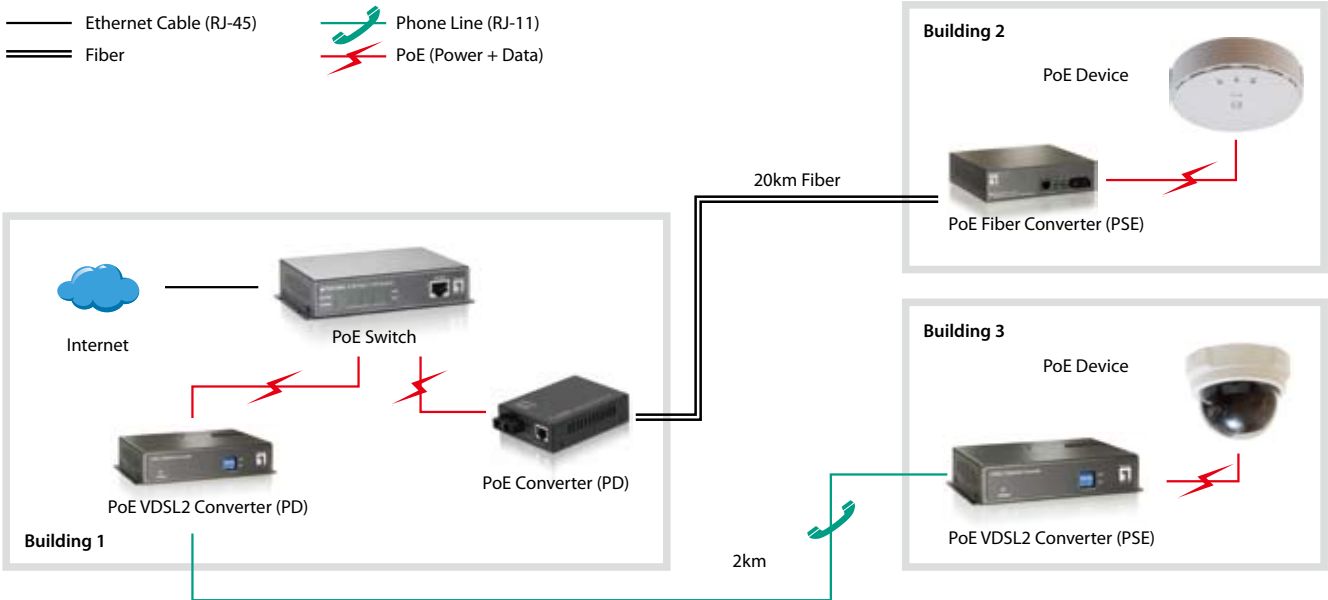 Ethernet Cable (RJ-45)
Phone Line (RJ-11)
Fiber
PoE (Power + Data)
Building 2
PoE Device
20km Fiber
PoE Fiber Converter (PSE)
Internet
PoE Switch
Building 3
PoE Device
PoE Converter (PD)
PoE VDSL2 Converter (PD)
Building 1
2km
PoE VDSL2 Converter (PSE)